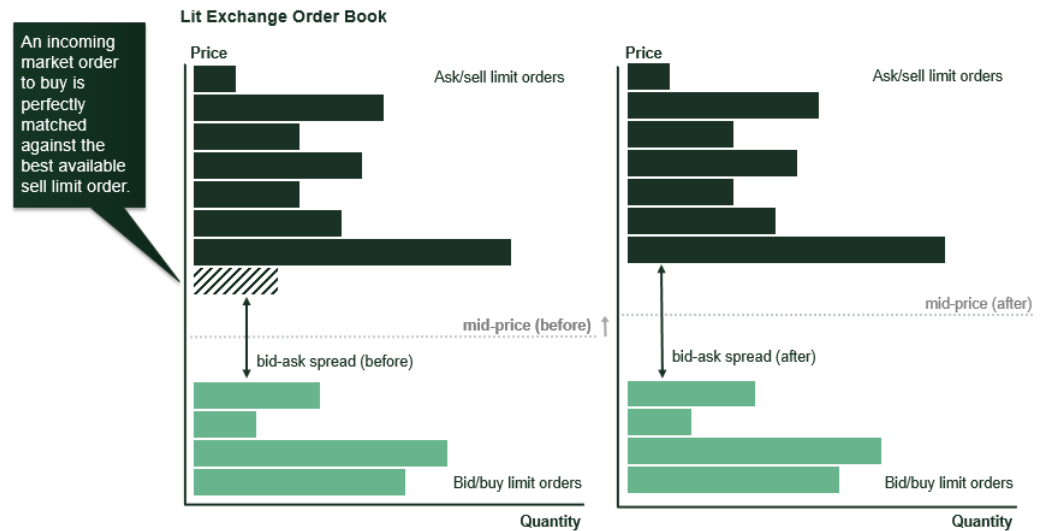 Lit Exchange Order Book
An incoming
market order
to buy is
perfectly
matched
against the
best available
sell limit order.
Price
Ask/sell limit orders
mid-price (before)
bid-ask spread (before)
Bid/buy limit orders
Quantity
Price
Ask/sell limit orders
mid-price (after)
bid-ask spread (after)
Bid/buy limit orders
Quantity